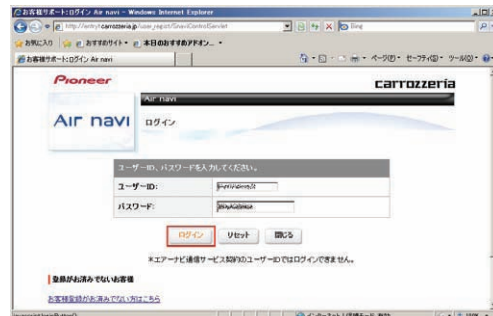 お客様サポート:ログイン Air navi - Windows Internet Explorer
http://entry1.carrozzeria.jp/user_regist/GnaviControlServlet
Bing
お気に入り おすすめサイト 本日のおすすめアドオン...
お客様サポート:ログイン Air navi
ページ(P) セーフティ(S) ツール(O)
Pioneer
carrozzeria
Air navi
Air navi
ログイン
ユーザーID、パスワードを入力してください。
ユーザーID:
パスワード:
ログイン リセット 閉じる
*エアーナビ通信サービス契約のユーザーIDではログインできません。
登録がお済みでないお客様
お客様登録がお済みでない方はこちら